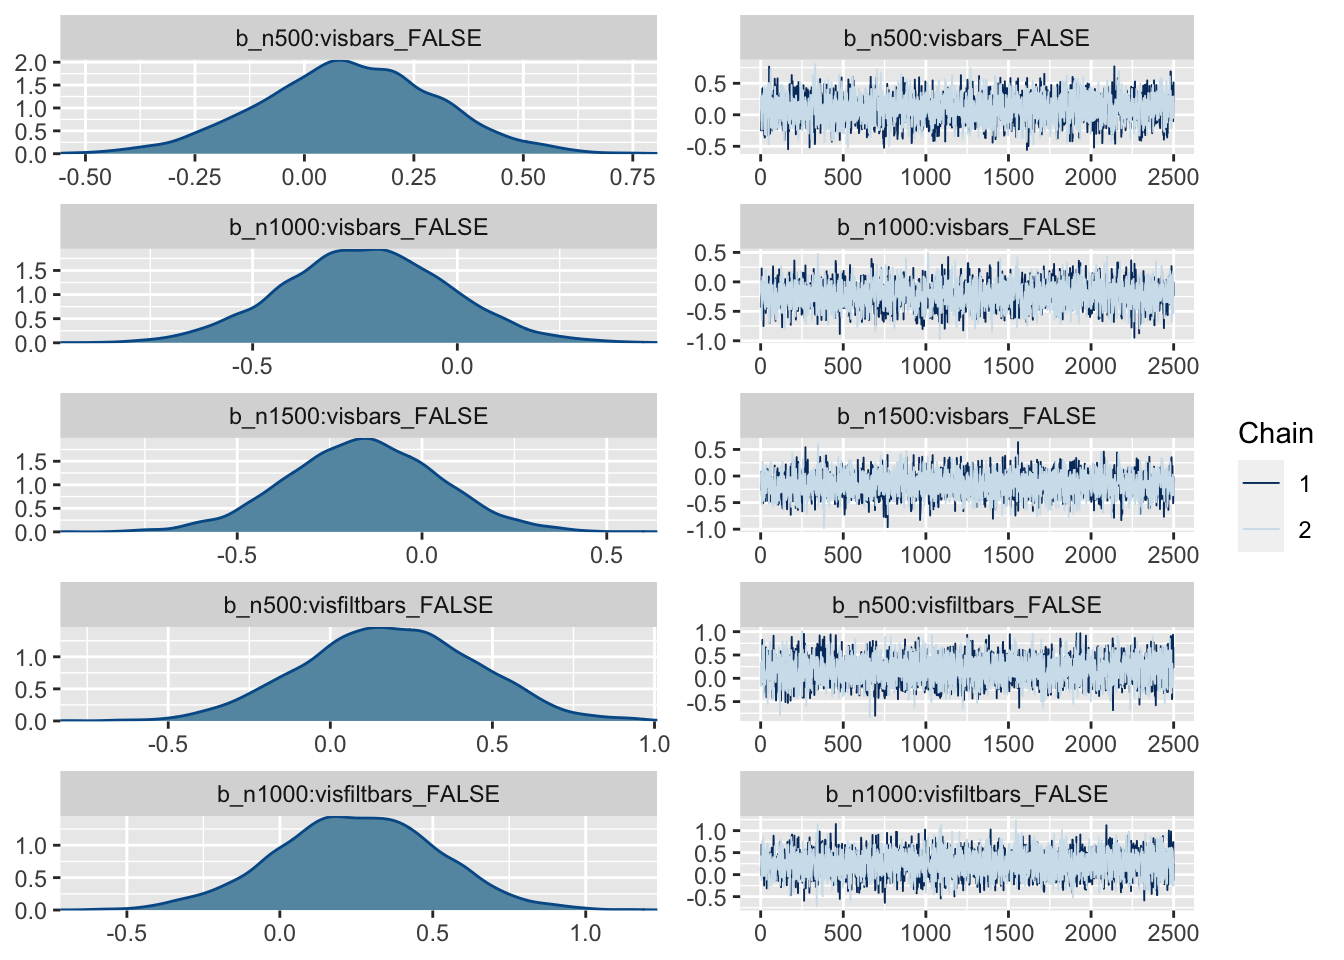 b_n500:visbars_FALSE
2.0
1.5
1.0
0.5
0.0
-0.50 -0.25 0.00 0.25 0.50 0.75
b_n500:visbars_FALSE
0.5
0.0
-0.5
0 500 1000 1500 2000 2500
b_n1000:visbars_FALSE
1.5
1.0
0.5
0.0
-0.5 0.0
b_n1000:visbars_FALSE
0.5
0.0
-0.5
-1.0
0 500 1000 1500 2000 2500
b_n1500:visbars_FALSE
1.5
1.0
0.5
0.0
-0.5 0.0 0.5
b_n1500:visbars_FALSE
0.5
0.0
-0.5
-1.0
0 500 1000 1500 2000 2500
b_n500:visfiltbars_FALSE
1.0
0.5
0.0
-0.5 0.0 0.5 1.0
b_n500:visfiltbars_FALSE
1.0
0.5
0.0
-0.5
0 500 1000 1500 2000 2500
b_n1000:visfiltbars_FALSE
1.0
0.5
0.0
-0.5 0.0 0.5 1.0
b_n1000:visfiltbars_FALSE
1.0
0.5
0.0
-0.5
0 500 1000 1500 2000 2500
Chain
1
2